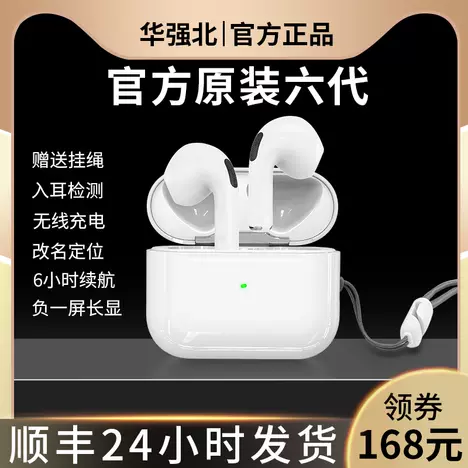 华强北|官方正品
官方原装六代
赠送挂绳
入耳检测
无线充电
改名定位
6小时续航
负一屏长显
领券
顺丰24小时发货
168元